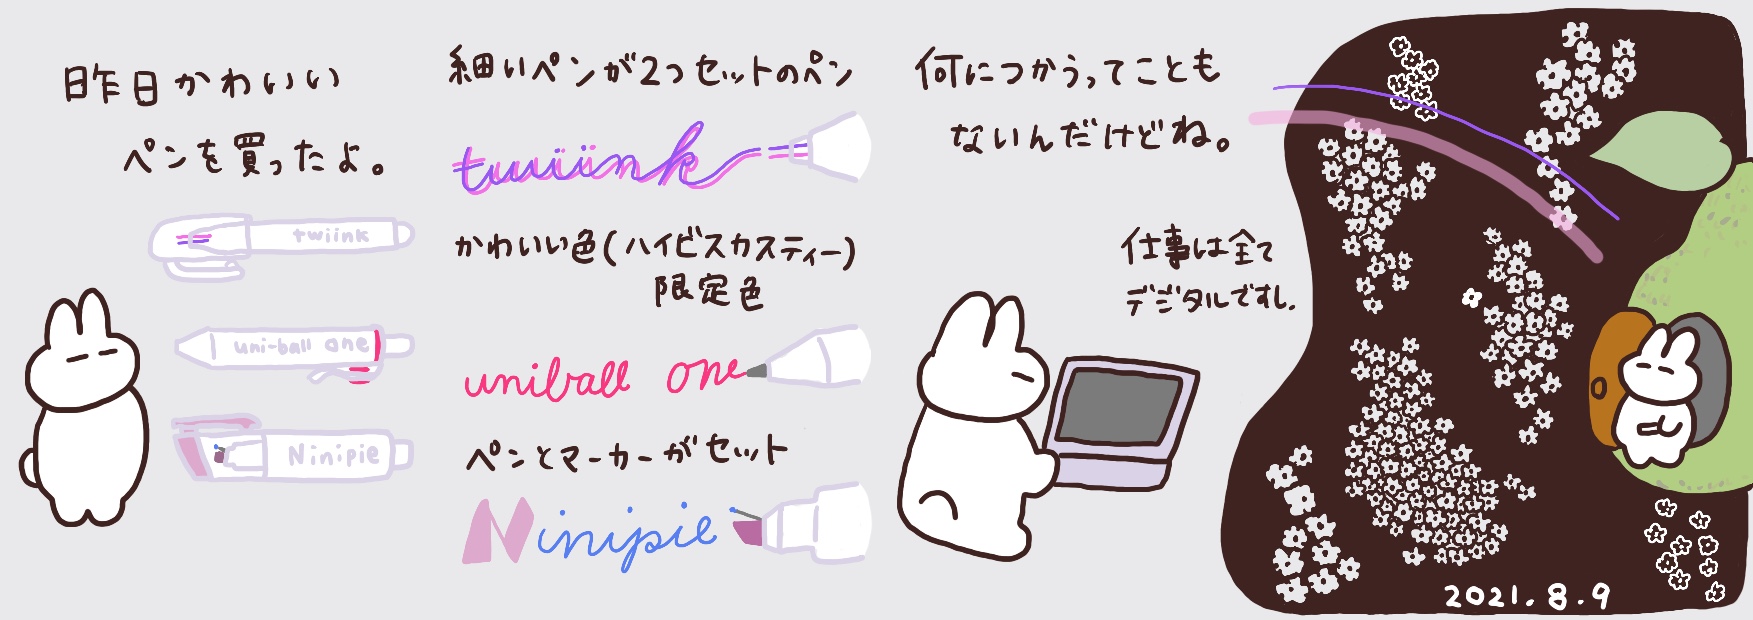 昨日かわいい
ペンを買ったよ。
twiink
uni-ball one
Ninipie
細いペンが2つセットのペン
twiink
かわいい色(ハイビスカスティー)
限定色
uniball one
ペンとマーカーがセット
Ninipie
何につかうってことも
ないんだけどね。
仕事は全て
デジタルですし.
2021.8.9